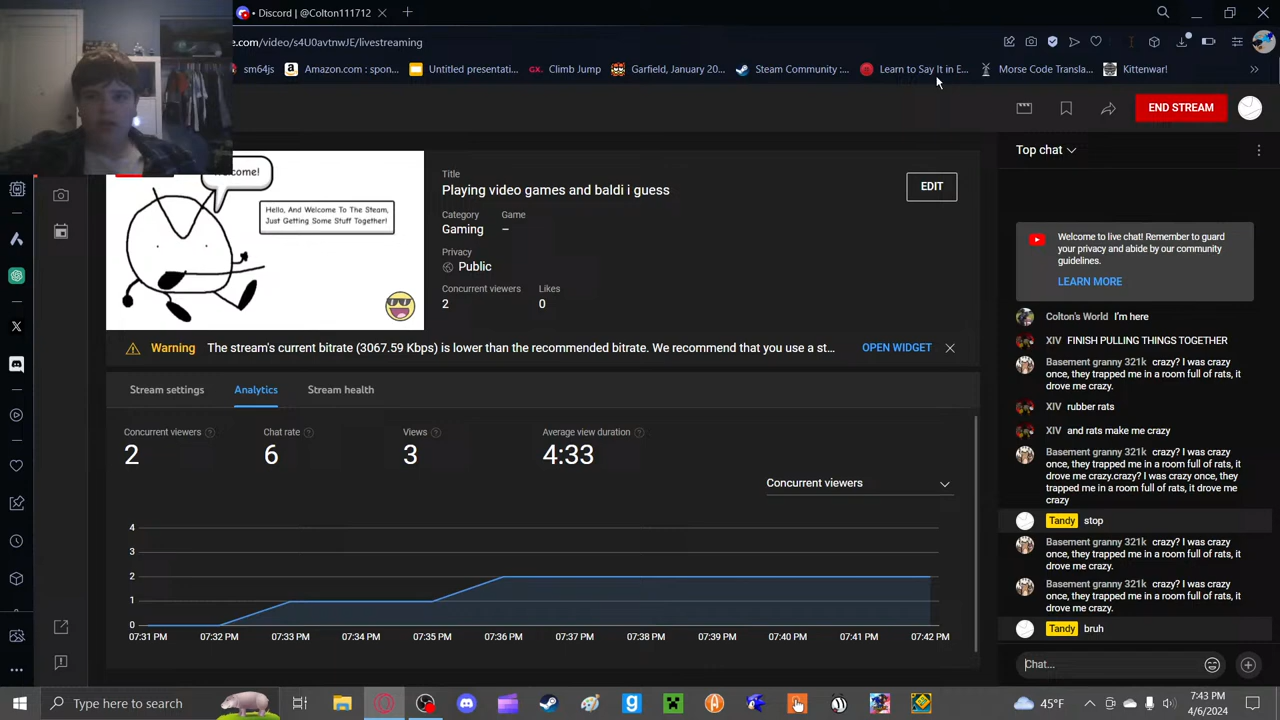 Discord | @Colton111712
e.com/video/s4U0avtnwJE/livestreaming
sm64js Amazon.com : spon... Untitled presentati... GX. Climb Jump Garfield, January 20... Steam Community :... Learn to Say It in E... Morse Code Transla... Kittenwar!
END STREAM
Top chat
elcome!
Hello, And Welcome To The Steam,
Just Getting Some Stuff Together!
Title
Playing video games and baldi i guess
EDIT
Category Game
Gaming –
Privacy
Public
Concurrent viewers Likes
2 0
Warning The stream's current bitrate (3067.59 Kbps) is lower than the recommended bitrate. We recommend that you use a st... OPEN WIDGET
Stream settings Analytics Stream health
Concurrent viewers Chat rate Views Average view duration
2 6 3 4:33
Concurrent viewers
4
3
2
1
0
07:31 PM 07:32 PM 07:33 PM 07:34 PM 07:35 PM 07:36 PM 07:37 PM 07:38 PM 07:39 PM 07:40 PM 07:41 PM 07:42 PM
Welcome to live chat! Remember to guard
your privacy and abide by our community
guidelines.
LEARN MORE
Colton's World I'm here
XIV FINISH PULLING THINGS TOGETHER
Basement granny 321k crazy? I was crazy
once, they trapped me in a room full of rats, it
drove me crazy.
XIV rubber rats
XIV and rats make me crazy
Basement granny 321k crazy? I was crazy
once, they trapped me in a room full of rats, it
drove me crazy.crazy? I was crazy once, they
trapped me in a room full of rats, it drove me
crazy
Tandy stop
Basement granny 321k crazy? I was crazy
once, they trapped me in a room full of rats, it
drove me crazy.
Basement granny 321k crazy? I was crazy
once, they trapped me in a room full of rats, it
drove me crazy.
Tandy bruh
Chat...
Type here to search
45°F
7:43 PM
4/6/2024